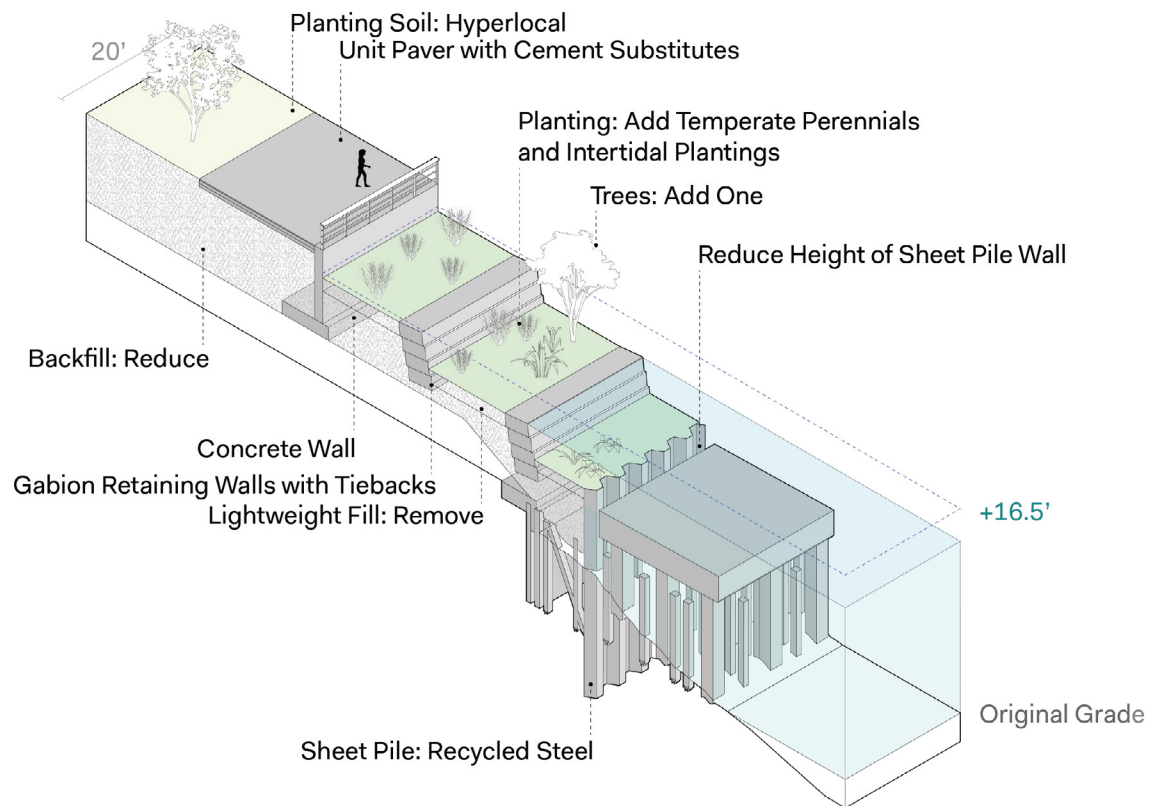 Planting Soil: Hyperlocal
20’
Unit Paver with Cement Substitutes
Planting: Add Temperate Perennials
and Intertidal Plantings
Trees: Add One
Reduce Height of Sheet Pile Wall
Backfill: Reduce
Concrete Wall
Gabion Retaining Walls with Tiebacks
Lightweight Fill: Remove
+16.5’
Original Grade
Sheet Pile: Recycled Steel